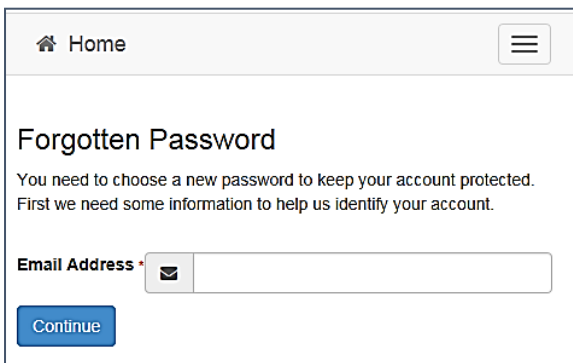 Home
Forgotten Password
You need to choose a new password to keep your account protected.
First we need some information to help us identify your account.
Email Address *
Continue